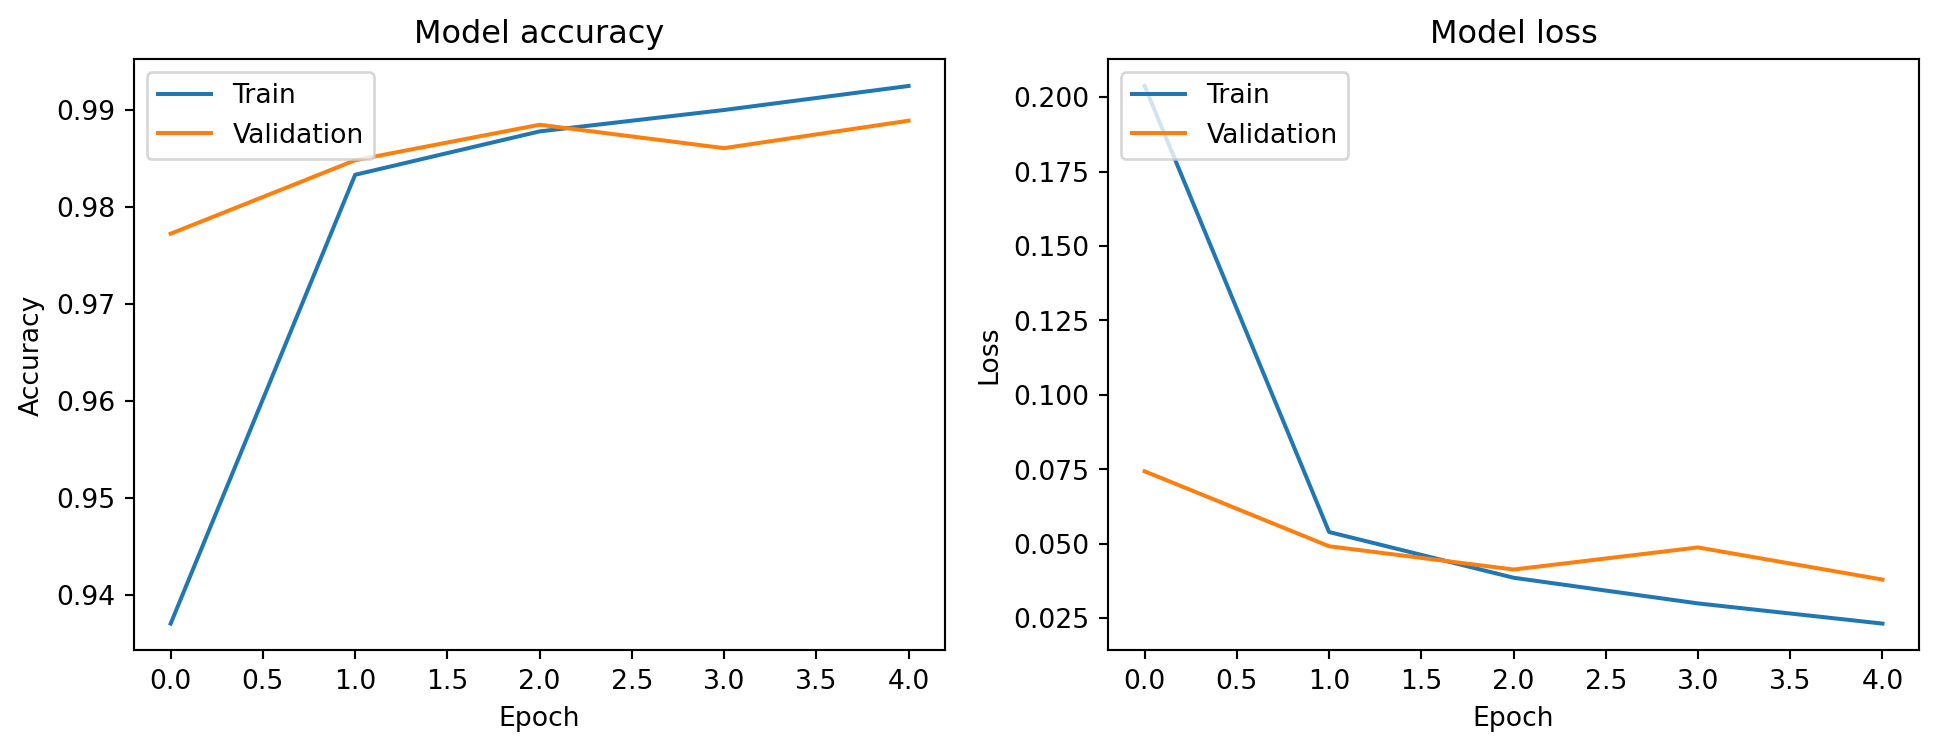 Model accuracy
Train
Validation
0.99
0.98
0.97
0.96
0.95
0.94
Accuracy
0.0 0.5 1.0 1.5 2.0 2.5 3.0 3.5 4.0
Epoch
Model loss
Train
Validation
0.200
0.175
0.150
0.125
0.100
0.075
0.050
0.025
Loss
0.0 0.5 1.0 1.5 2.0 2.5 3.0 3.5 4.0
Epoch